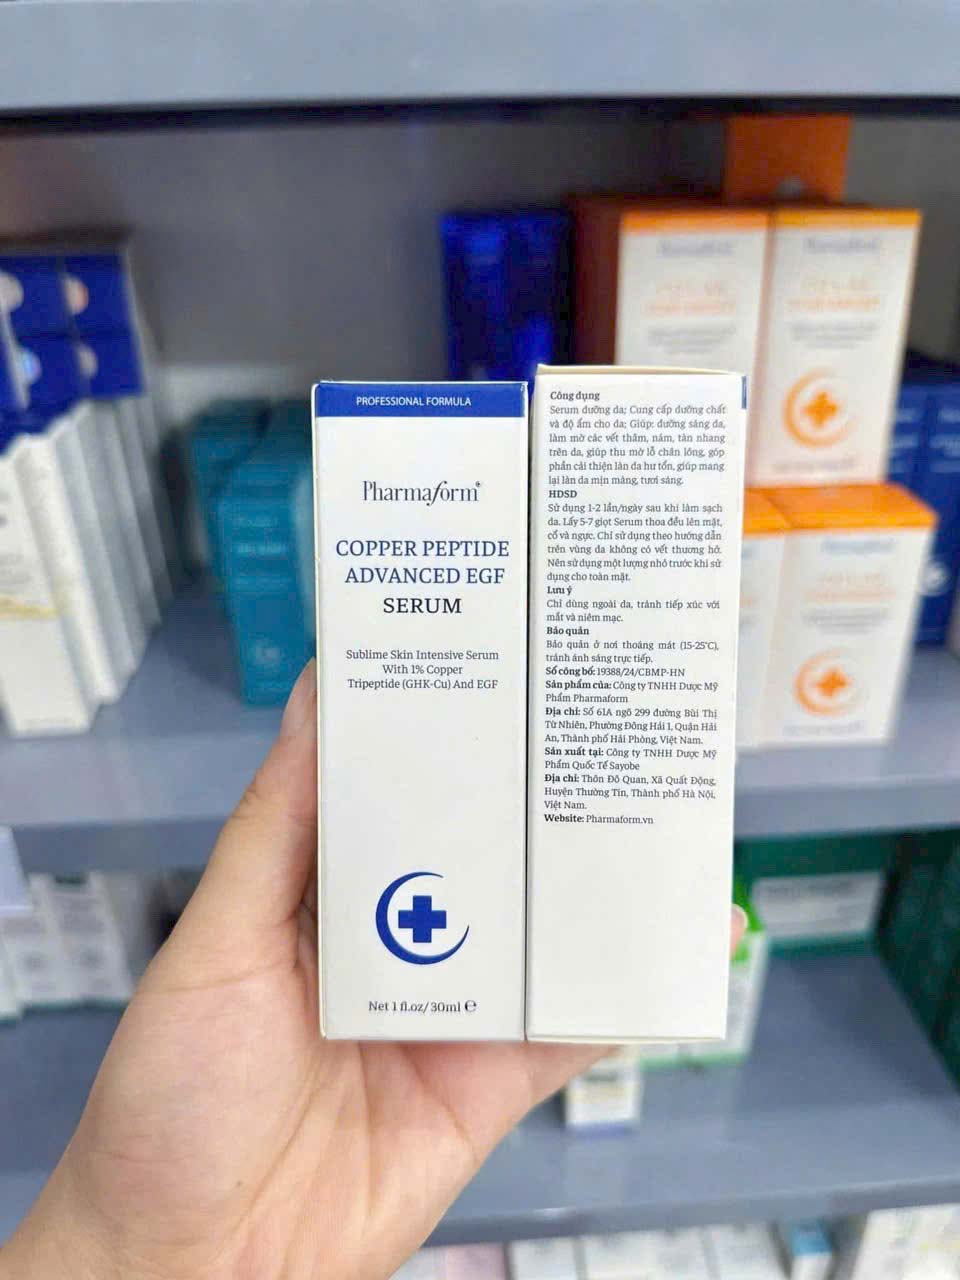 PROFESSIONAL FORMULA
Pharmaform
COPPER PEPTIDE
ADVANCED EGF
SERUM
Sublime Skin Intensive Serum
With 1% Copper
Tripeptide (GHK-Cu) And EGF
Net 1 fl.oz/30ml ℮
Công dụng
Serum dưỡng da; Cung cấp dưỡng chất
và độ ẩm cho da; Giúp: dưỡng sáng da,
làm mờ các vết thâm, nám, tàn nhang
trên da, giúp thu mờ lỗ chân lông, góp
phần cải thiện làn da hư tổn, giúp mang
lại làn da mịn màng, tươi sáng.
HDSD
Sử dụng 1-2 lần/ngày sau khi làm sạch
da. Lấy 5-7 giọt Serum thoa đều lên mặt,
cổ và ngực. Chỉ sử dụng theo hướng dẫn
trên vùng da không có vết thương hở.
Nên sử dụng một lượng nhỏ trước khi sử
dụng cho toàn mặt.
Lưu ý
Chỉ dùng ngoài da, tránh tiếp xúc với
mắt và niêm mạc.
Bảo quản
Bảo quản ở nơi thoáng mát (15-25°C),
tránh ánh sáng trực tiếp.
Số công bố: 19388/24/CBMP-HN
Sản phẩm của: Công ty TNHH Dược Mỹ
Phẩm Pharmaform
Địa chỉ: Số 61A ngõ 299 đường Bùi Thị
Từ Nhiên, Phường Đông Hải 1, Quận Hải
An, Thành phố Hải Phòng, Việt Nam.
Sản xuất tại: Công ty TNHH Dược Mỹ
Phẩm Quốc Tế Sayobe
Địa chỉ: Thôn Đô Quan, Xã Quất Động,
Huyện Thường Tín, Thành phố Hà Nội,
Việt Nam.
Website: Pharmaform.vn